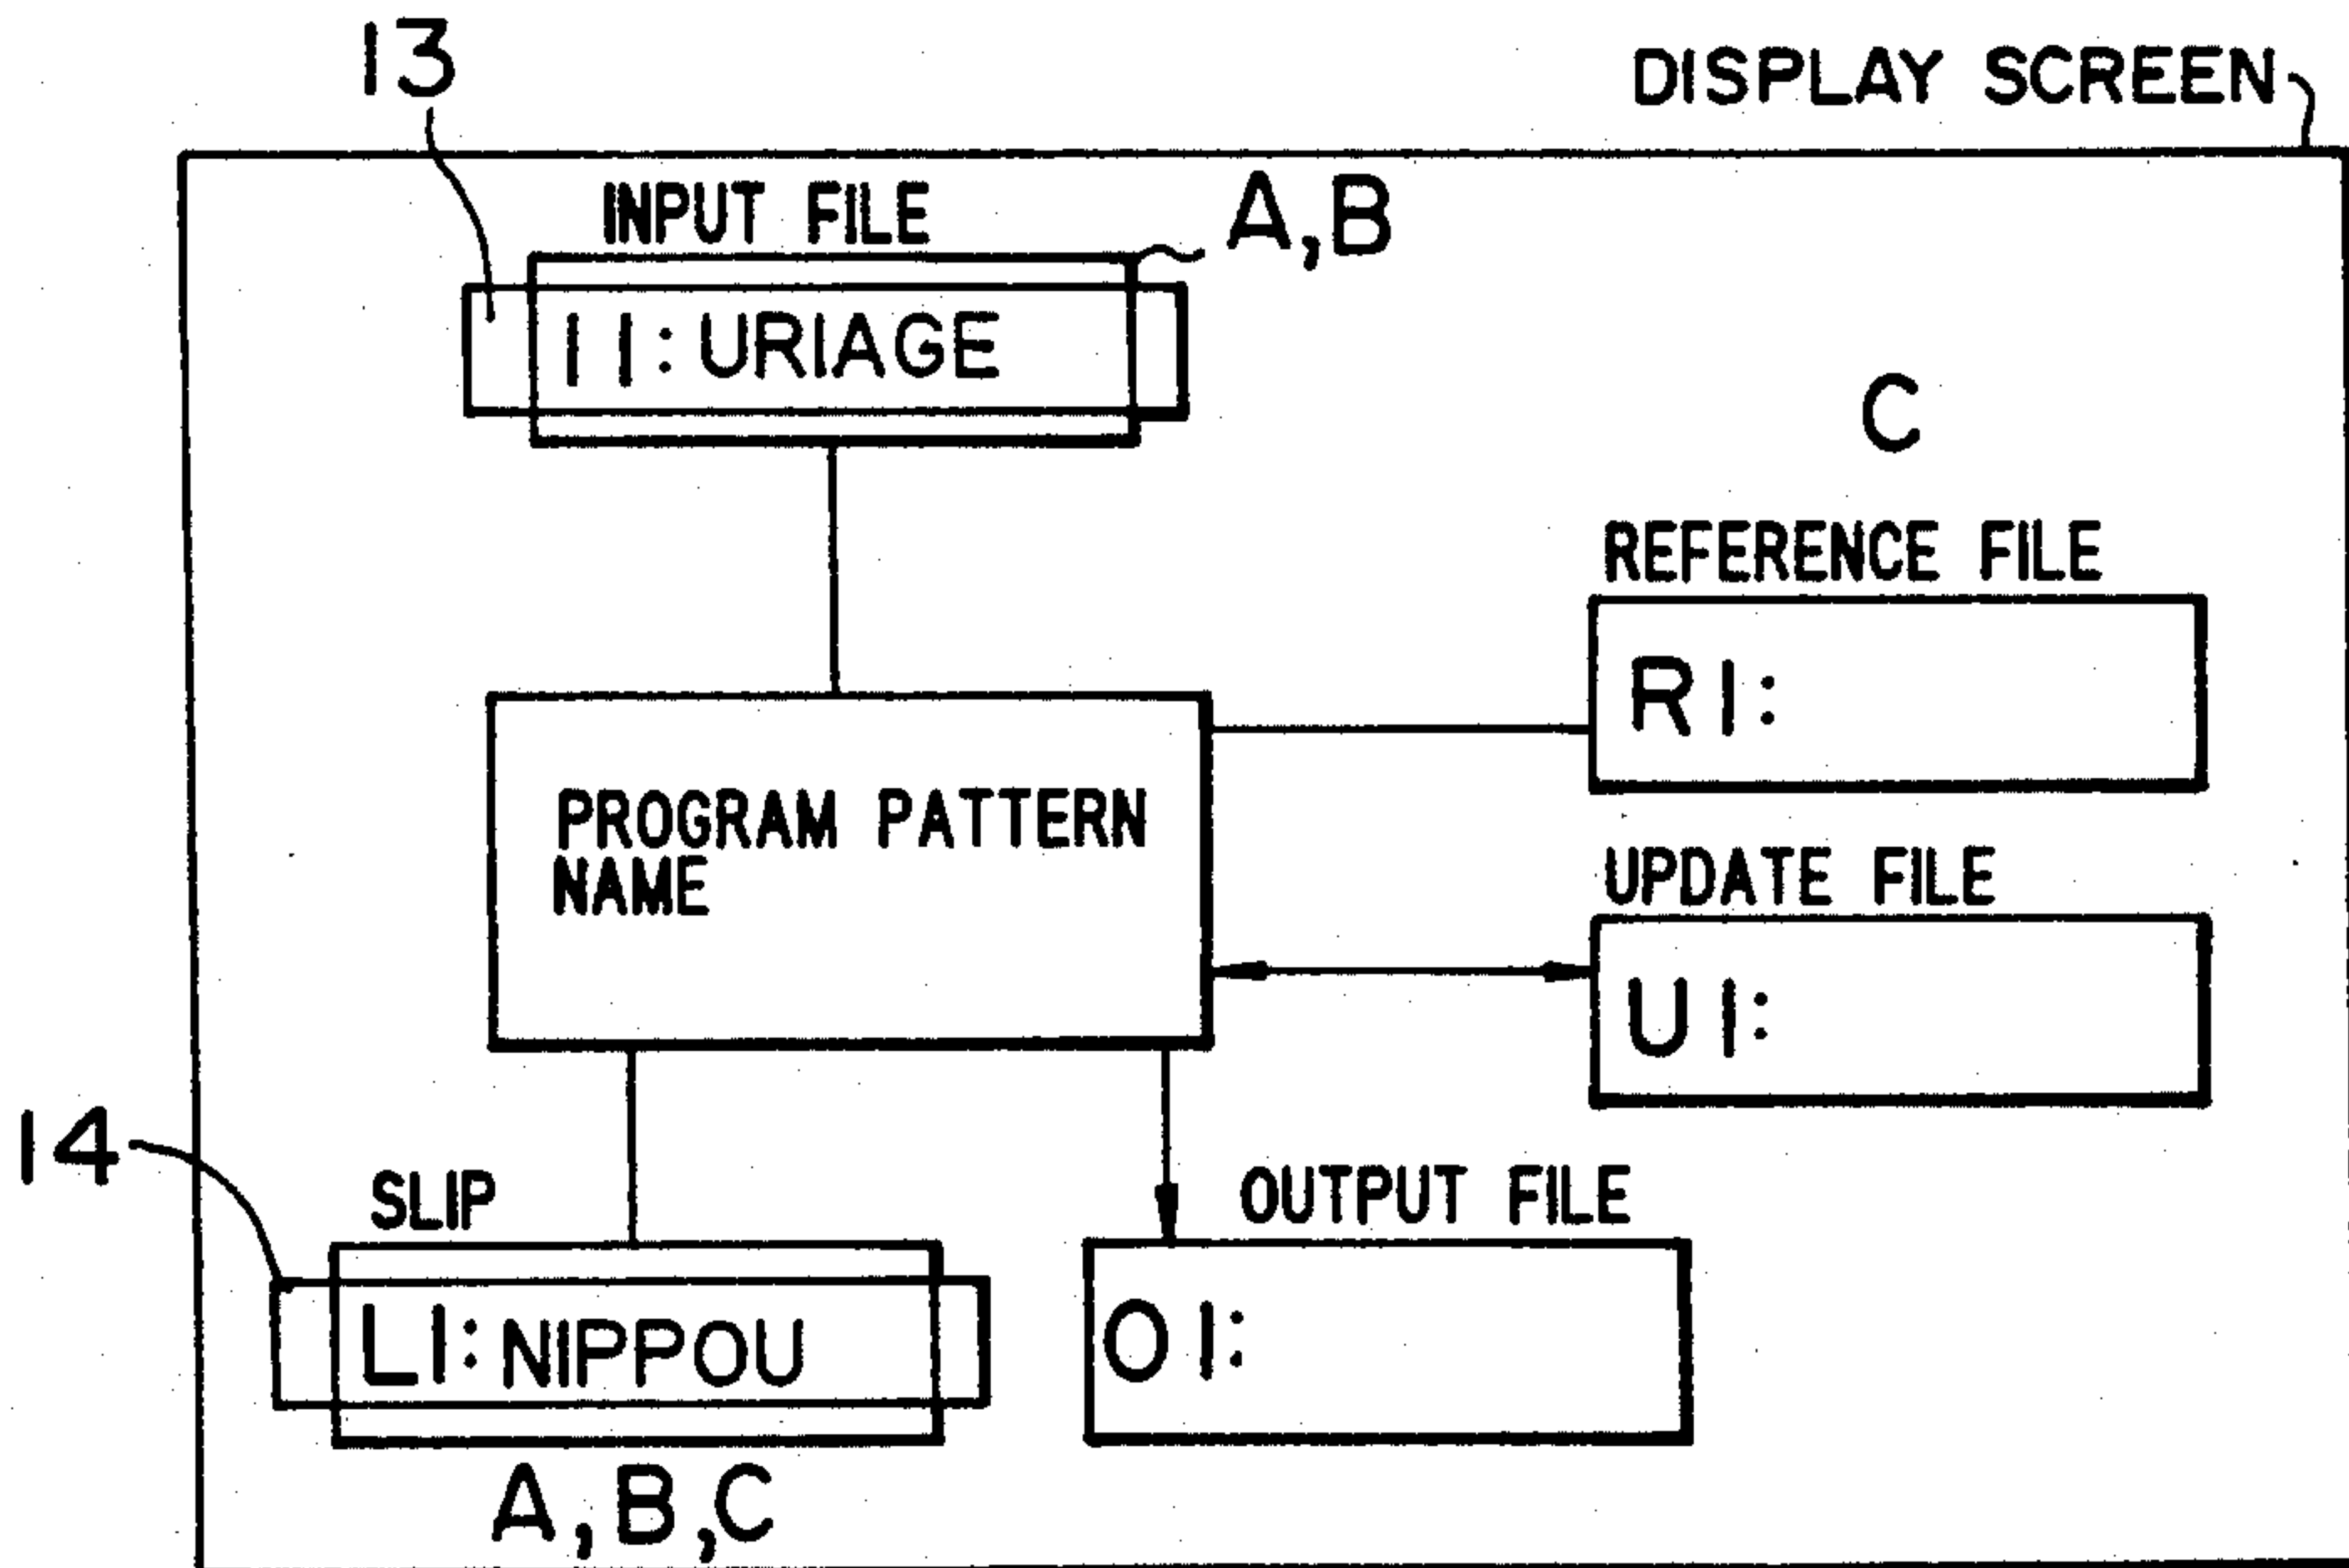 13
DISPLAY SCREEN
INPUT FILE
A,B
I1:URIAGE
C
REFERENCE FILE
R1:
PROGRAM PATTERN
NAME
UPDATE FILE
U1:
14
SLIP
OUTPUT FILE
L1:NIPPOU
O1:
A,B,C